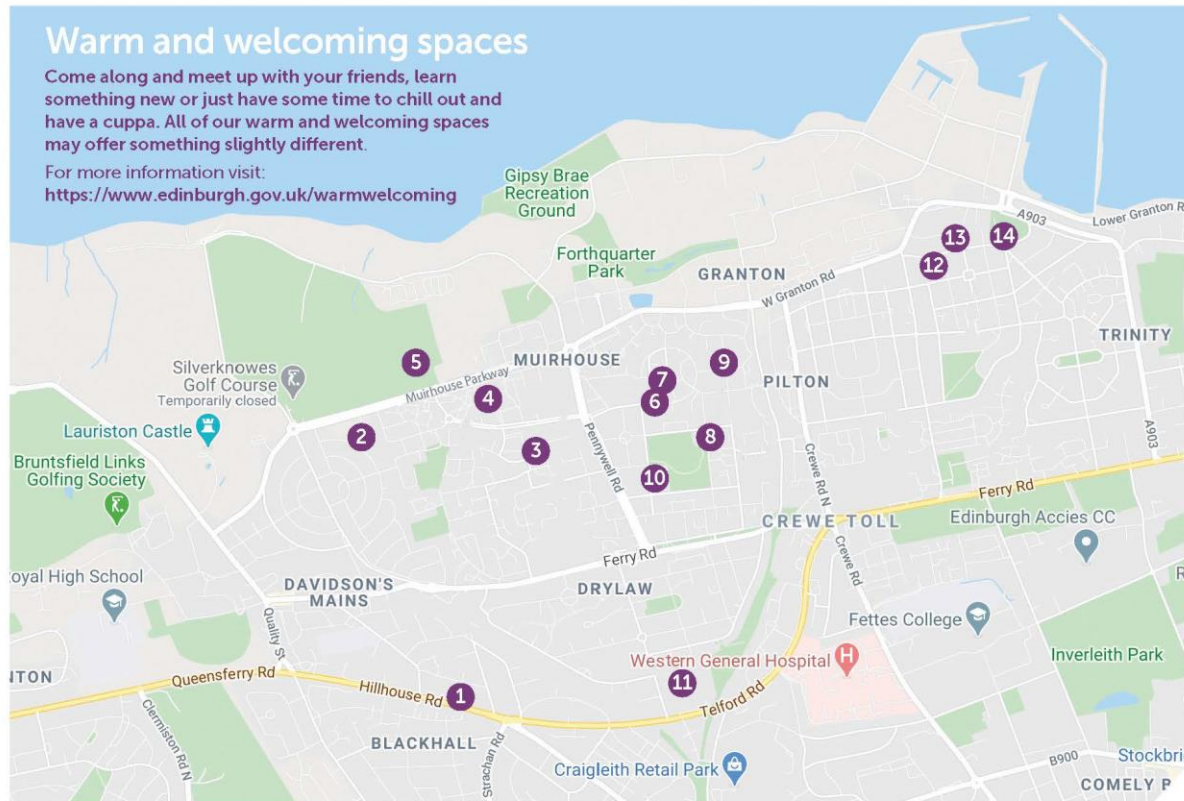 Warm and welcoming spaces
Come along and meet up with your friends, learn
something new or just have some time to chill out and
have a cuppa. All of our warm and welcoming spaces
may offer something slightly different.
For more information visit:
https://www.edinburgh.gov.uk/warmwelcoming
Gipsy Brae
Recreation
Ground
Forthquarter
Park
GRANTON
W Granton Rd
A903
Lower Granton R
13
14
12
TRINITY
A903
5
MUIRHOUSE
Muirhouse Parkway
Silverknowes
Golf Course
Temporarily closed
4
7
6
9
PILTON
Lauriston Castle
2
3
8
Bruntsfield Links
Golfing Society
Pennywell Rd
10
Crewe Rd N
Ferry Rd
CREWE TOLL
Edinburgh Accies CC
Ferry Rd
Crewe Rd
oyal High School
DAVIDSON'S
MAINS
DRYLAW
Fettes College
R
Quality St
Western General Hospital
H
Inverleith Park
NTON
Queensferry Rd
Hillhouse Rd
1
11
Telford Rd
Clermiston Rd N
BLACKHALL
Strachan Rd
Craigleith Retail Park
B900
Stockbri
COMELY B